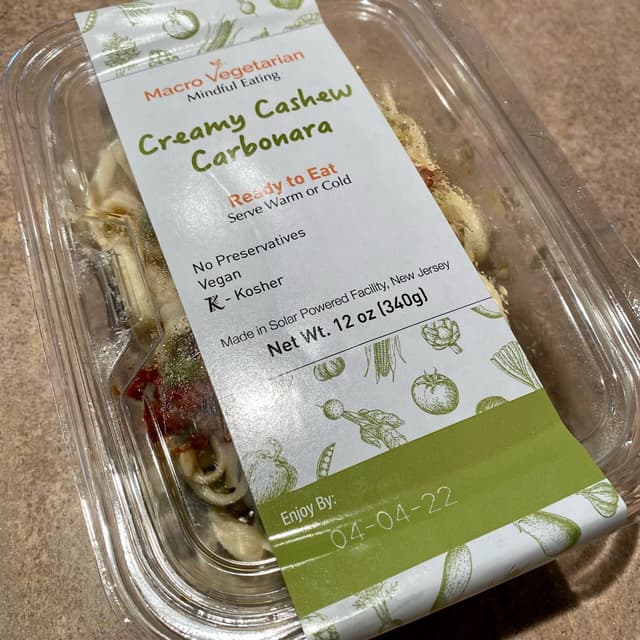 Macro Vegetarian
Mindful Eating
Creamy Cashew
Carbonara
Ready to Eat
Serve Warm or Cold
No Preservatives
Vegan
K - Kosher
Made in Solar Powered Facility, New Jersey
Net Wt. 12 oz (340g)
Enjoy By:
04-04-22